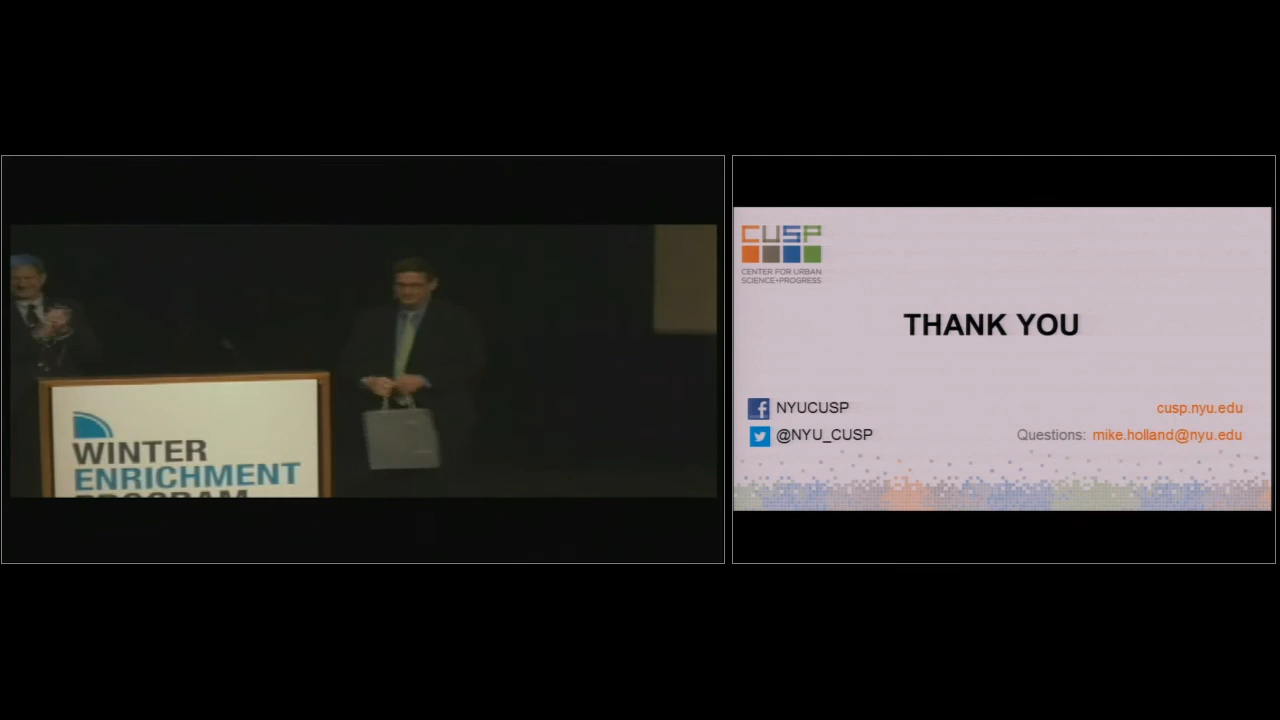 WINTER
ENRICHMENT
PROGRAM
CUSP
CENTER FOR URBAN
SCIENCE+PROGRESS
THANK YOU
NYUCUSP
cusp.nyu.edu
@NYU_CUSP
Questions: mike.holland@nyu.edu